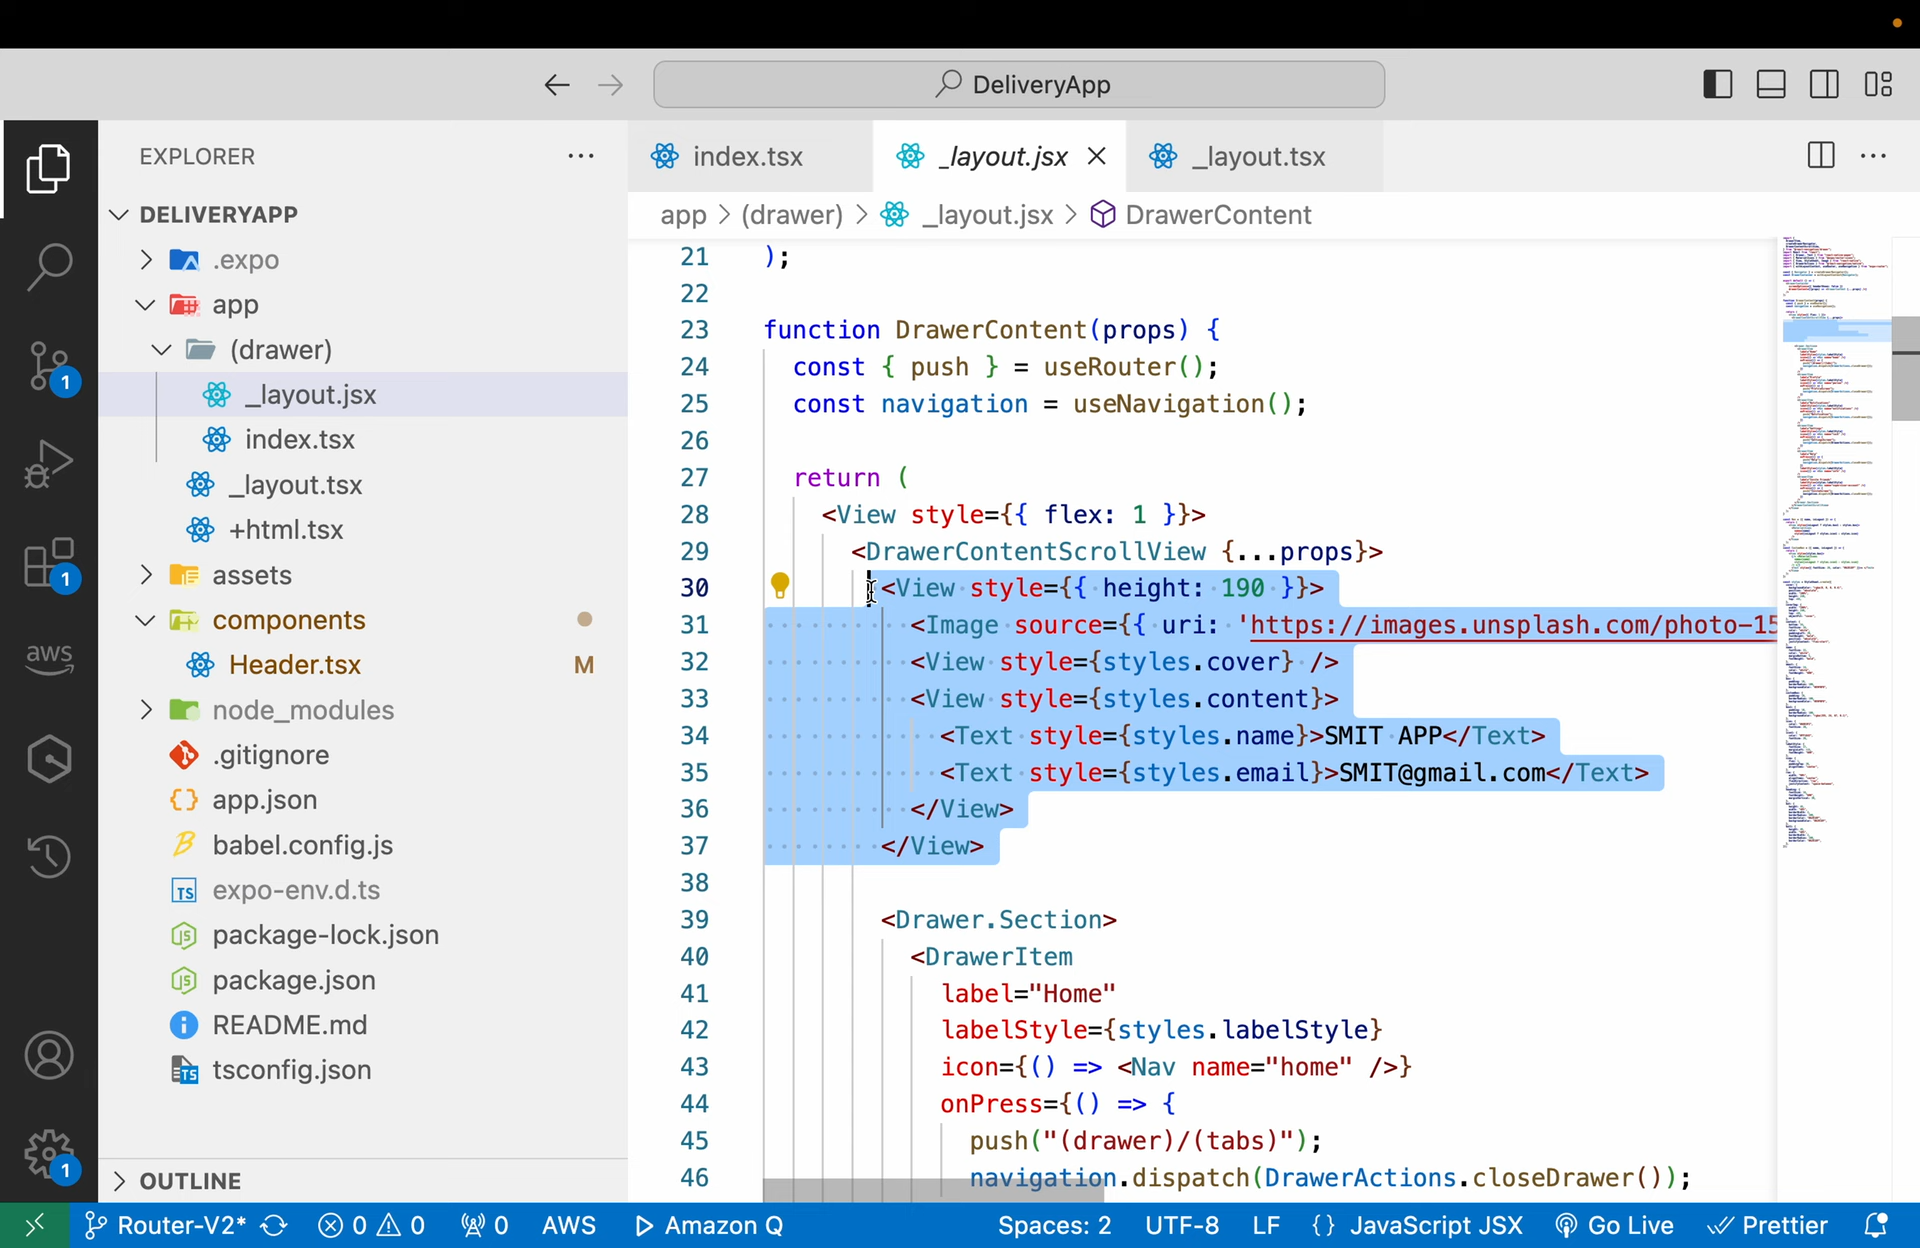 DeliveryApp
EXPLORER
DELIVERYAPP
.expo
app
(drawer)
_layout.jsx
index.tsx
_layout.tsx
+html.tsx
assets
components
Header.tsx M
node_modules
.gitignore
app.json
babel.config.js
TS expo-env.d.ts
package-lock.json
package.json
README.md
TS tsconfig.json
OUTLINE
1
1
aws
1
index.tsx
_layout.jsx
_layout.tsx
app > (drawer) > _layout.jsx > DrawerContent
21 );
22
23 function DrawerContent(props) {
24 const { push } = useRouter();
25 const navigation = useNavigation();
26
27 return (
28 <View style={{ flex: 1 }}>
29 <DrawerContentScrollView {...props}>
30 <View style={{ height: 190 }}>
31 <Image source={{ uri: 'https://images.unsplash.com/photo-15
32 <View style={styles.cover} />
33 <View style={styles.content}>
34 <Text style={styles.name}>SMIT APP</Text>
35 <Text style={styles.email}>SMIT@gmail.com</Text>
36 </View>
37 </View>
38
39 <Drawer.Section>
40 <DrawerItem
41 label="Home"
42 labelStyle={styles.labelStyle}
43 icon={() => <Nav name="home" />}
44 onPress={() => {
45 push("(drawer)/(tabs)");
46 navigation.dispatch(DrawerActions.closeDrawer());
Router-V2* 0 0 0 AWS Amazon Q Spaces: 2 UTF-8 LF {} JavaScript JSX Go Live Prettier